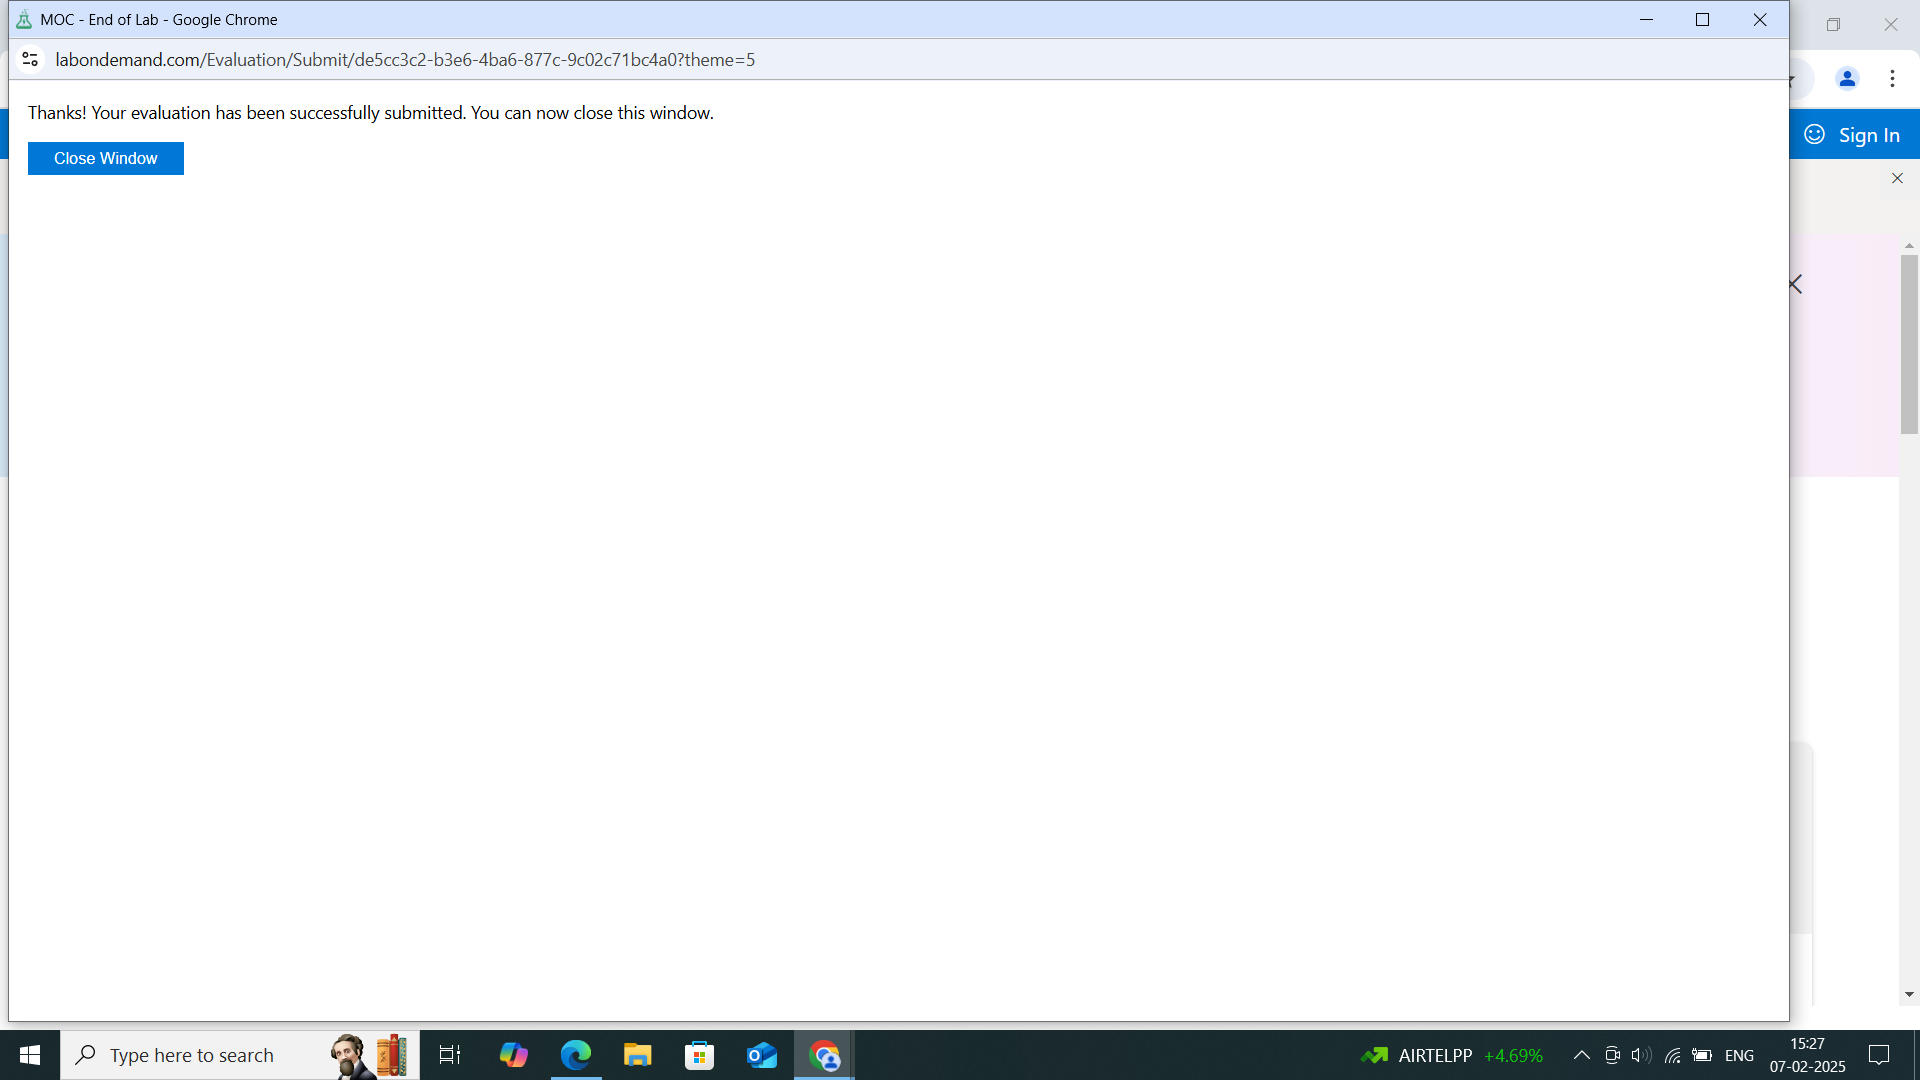 MOC - End of Lab - Google Chrome
labondemand.com/Evaluation/Submit/de5cc3c2-b3e6-4ba6-877c-9c02c71bc4a0?theme=5
Thanks! Your evaluation has been successfully submitted. You can now close this window.
Sign In
Close Window
Type here to search
AIRTELPP +4.69%
ENG
15:27
07-02-2025